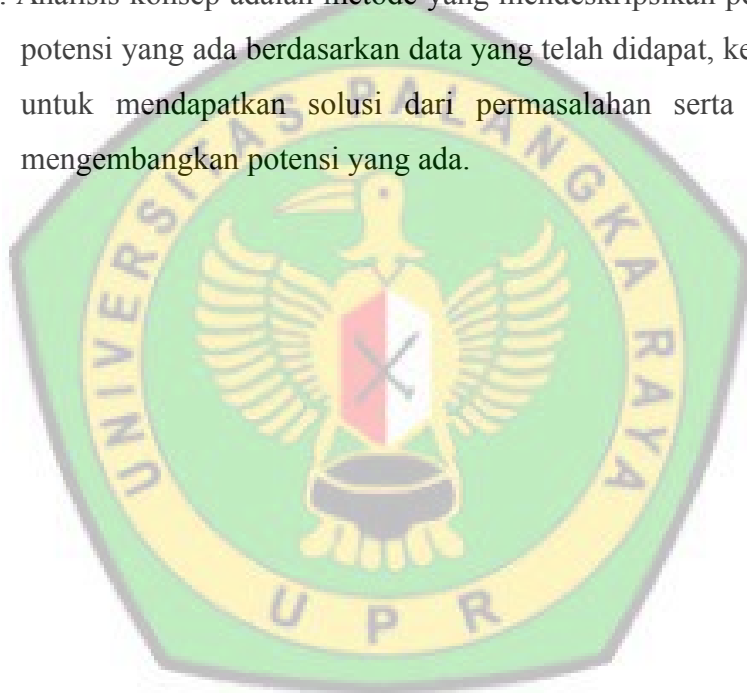 . Analisis konsep adalah metode yang mendeskripsikan
potensi yang ada berdasarkan data yang telah didapat,
untuk mendapatkan solusi dari permasalahan serta
mengembangkan potensi yang ada.
UNIVERSITAS PALANGKA RAYA
UPR